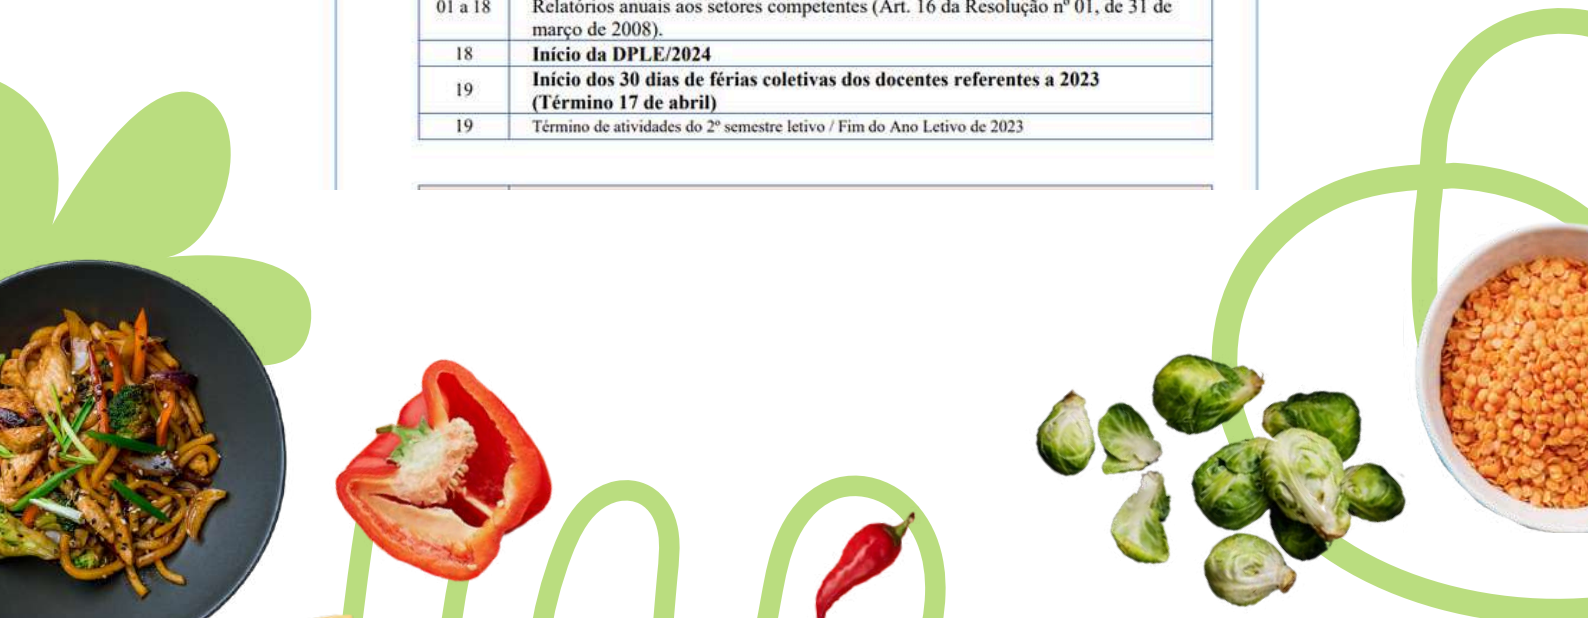 01 a 18 Relatórios anuais aos setores competentes (Art. 16 da Resolução nº 01, de 31 de
março de 2008).
18 Início da DPLE/2024
19 Início dos 30 dias de férias coletivas dos docentes referentes a 2023
(Término 17 de abril)
19 Término de atividades do 2º semestre letivo / Fim do Ano Letivo de 2023